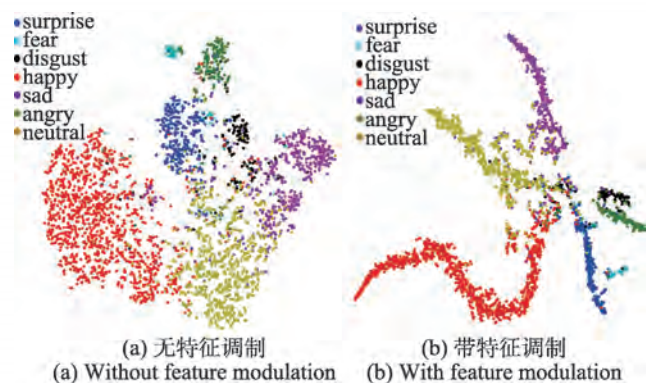 surprise
fear
disgust
happy
sad
angry
neutral
surprise
fear
disgust
happy
sad
angry
neutral
(a) 无特征调制
(a) Without feature modulation
(b) 带特征调制
(b) With feature modulation